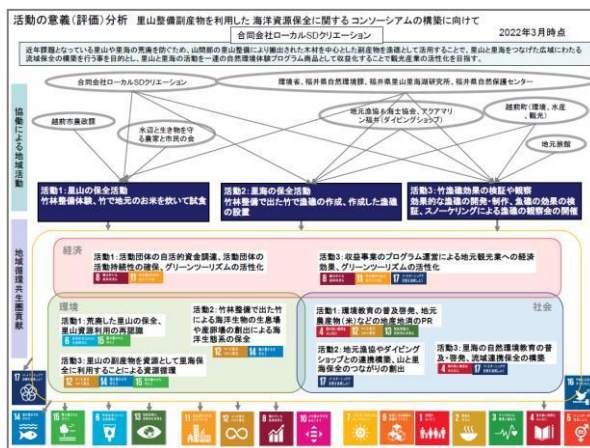 活動の意義(評価)分析 里山整備副産物を利用した 海洋資源保全に関するコンソーシアムの構築に向けて
2022年3月時点
合同会社ローカルSDクリエーション
近年課題となっている里山や里海の荒廃を防ぐため、山間部の里山整備により搬出された木材を中心とした副産物を漁礁として活用することで、里山と里海をつなげた広域にわたる
流域保全の構築を行う事を目的とし、里山と里海の活動を一連の自然環境体験プログラム商品として収益化することで観光産業の活性化を目指す。
協働による地域活動
合同会社ローカルSDクリエーション
環境省、福井県自然環境課、福井県里山里海湖研究所、福井県自然保護センター
越前市農政課
水辺と生き物を守る
農家と市民の会
地元漁協&海士協会、アクアマリン
福井(ダイビングショップ)
越前町(環境、水産
、観光)
地元旅館
活動1:里山の保全活動
竹林整備体験、竹で地元のお米を炊いて試食
活動2:里海の保全活動
竹林整備で出た竹で漁礁の作成、作成した漁礁
の設置
活動3:竹漁礁効果の検証や観察
効果的な漁礁の開発・制作、漁礁の効果の検
証、スノーケリングによる漁礁の観察会の開催
地域循環共生圏貢献
経済
活動1:活動団体の自活的資金調達、活動団体の
活動持続性の確保、グリーンツーリズムの活性化
8
11
活動3:収益事業のプログラム運営による地元観光業への経済
効果、グリーンツーリズムの活性化
8
11
環境
活動1:荒廃した里山の保全、
里山資源利用の再認識
6
15
活動2:竹林整備で出た竹に
よる海洋生物の生息場
や産卵場の創出による海
洋生態系の保全
12
14
活動3:里山の副産物を資源として里海保
全に利用することによる資源循環
12
14
15
社会
活動1:環境教育の普及啓発、地元
農産物(米)などの地産地消のPR
4
12
13
活動2:地元漁協やダイビング
ショップとの連携構築、山と里
海保全のつながりの創出
17
活動3:里海の自然環境教育の普
及・啓発、流域連携保全の構築
4
17
17
16
14
15
6
13
11
12
8
10
7
9
1
2
3
4
5